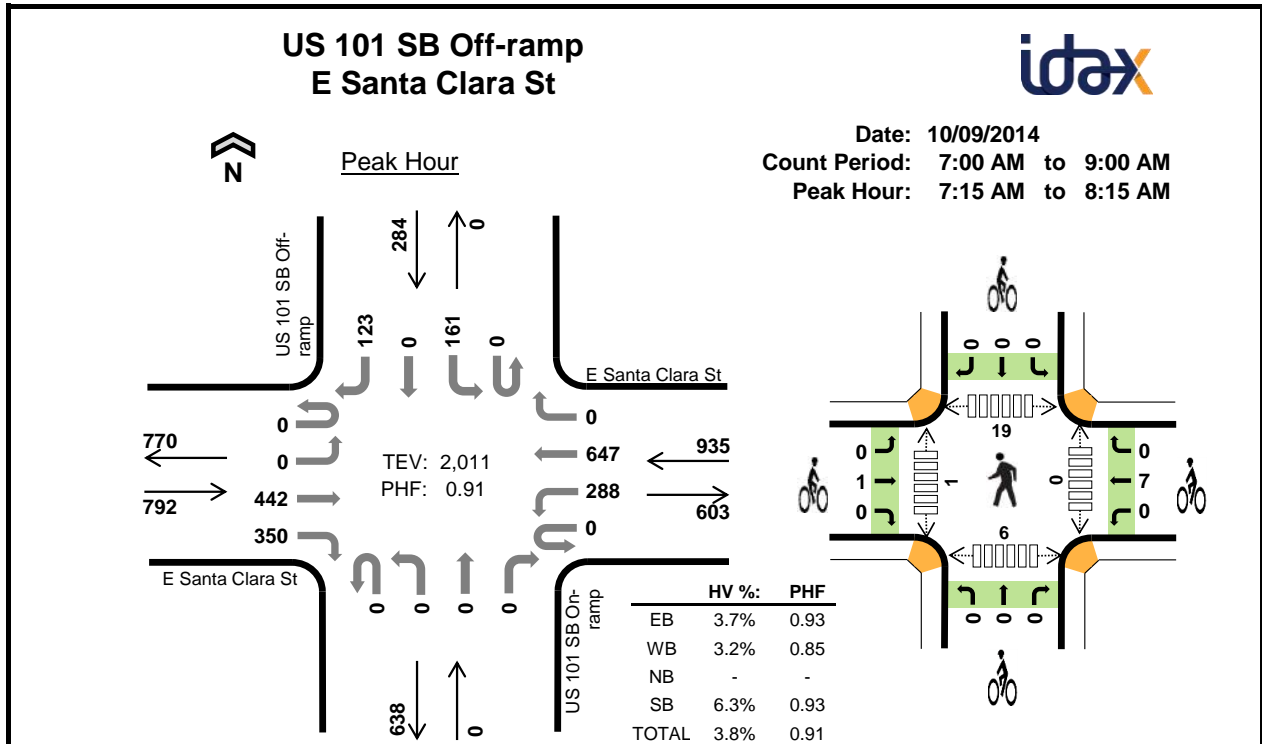 US 101 SB Off-ramp
E Santa Clara St
idax
N
Peak Hour
Date: 10/09/2014
Count Period: 7:00 AM to 9:00 AM
Peak Hour: 7:15 AM to 8:15 AM
US 101 SB Off-
ramp
284
0
123
0
161
0
E Santa Clara St
0
0
442
350
770
792
TEV: 2,011
PHF: 0.91
0
647
288
0
935
603
E Santa Clara St
0
0
0
0
US 101 SB On-
ramp
638
0
HV %: PHF
EB 3.7% 0.93
WB 3.2% 0.85
NB - -
SB 6.3% 0.93
TOTAL 3.8% 0.91
0
0
0
19
0
1
0
1
0
0
7
0
6
0
0
0